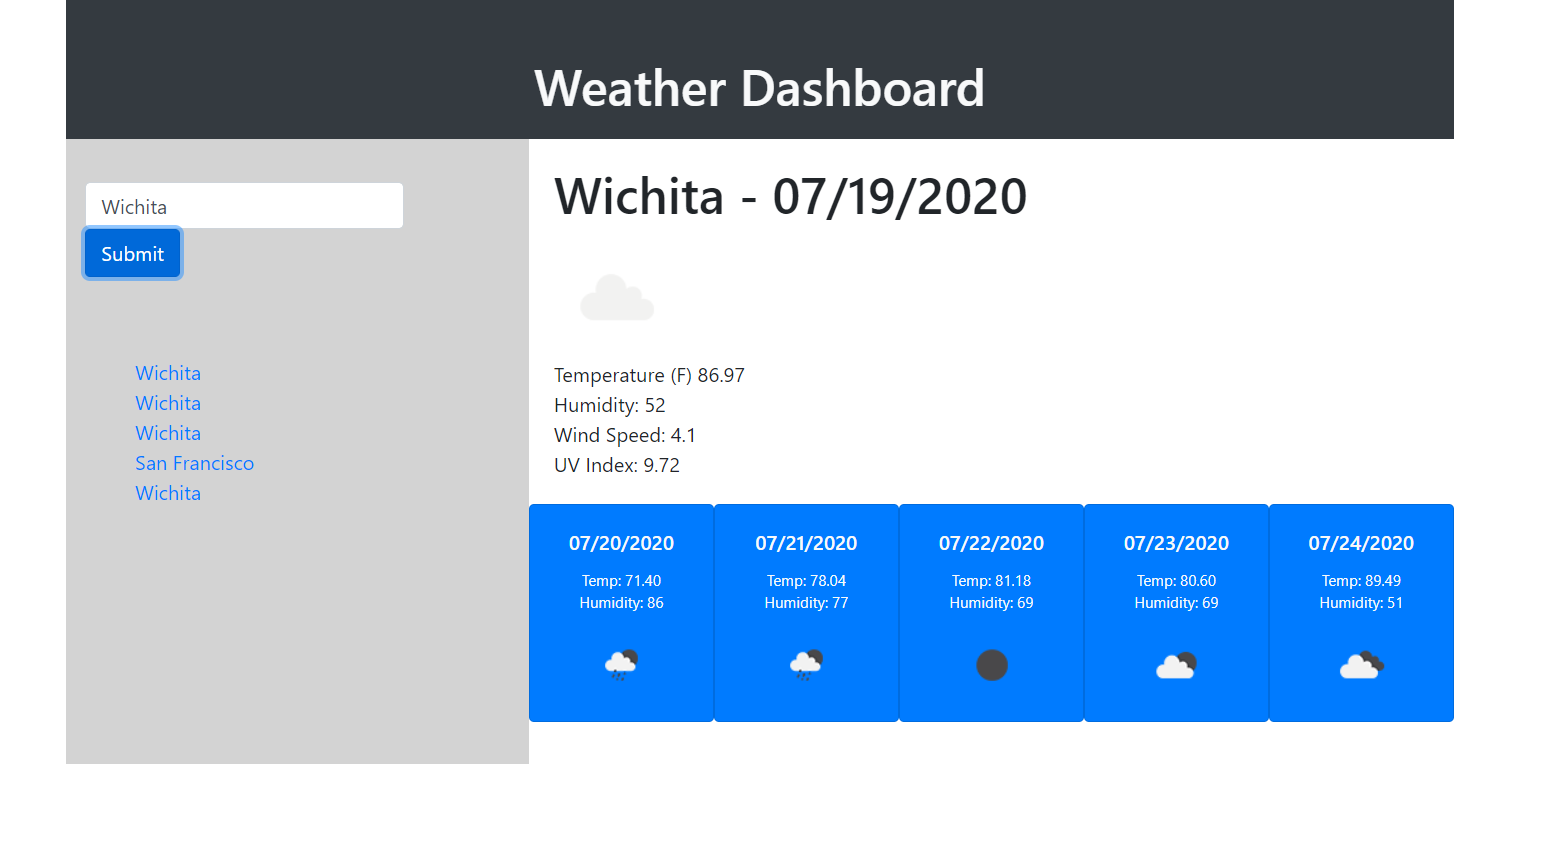 Weather Dashboard
Wichita
Submit
Wichita
Wichita
Wichita
San Francisco
Wichita
Wichita - 07/19/2020
Temperature (F) 86.97
Humidity: 52
Wind Speed: 4.1
UV Index: 9.72
07/20/2020
Temp: 71.40
Humidity: 86
07/21/2020
Temp: 78.04
Humidity: 77
07/22/2020
Temp: 81.18
Humidity: 69
07/23/2020
Temp: 80.60
Humidity: 69
07/24/2020
Temp: 89.49
Humidity: 51